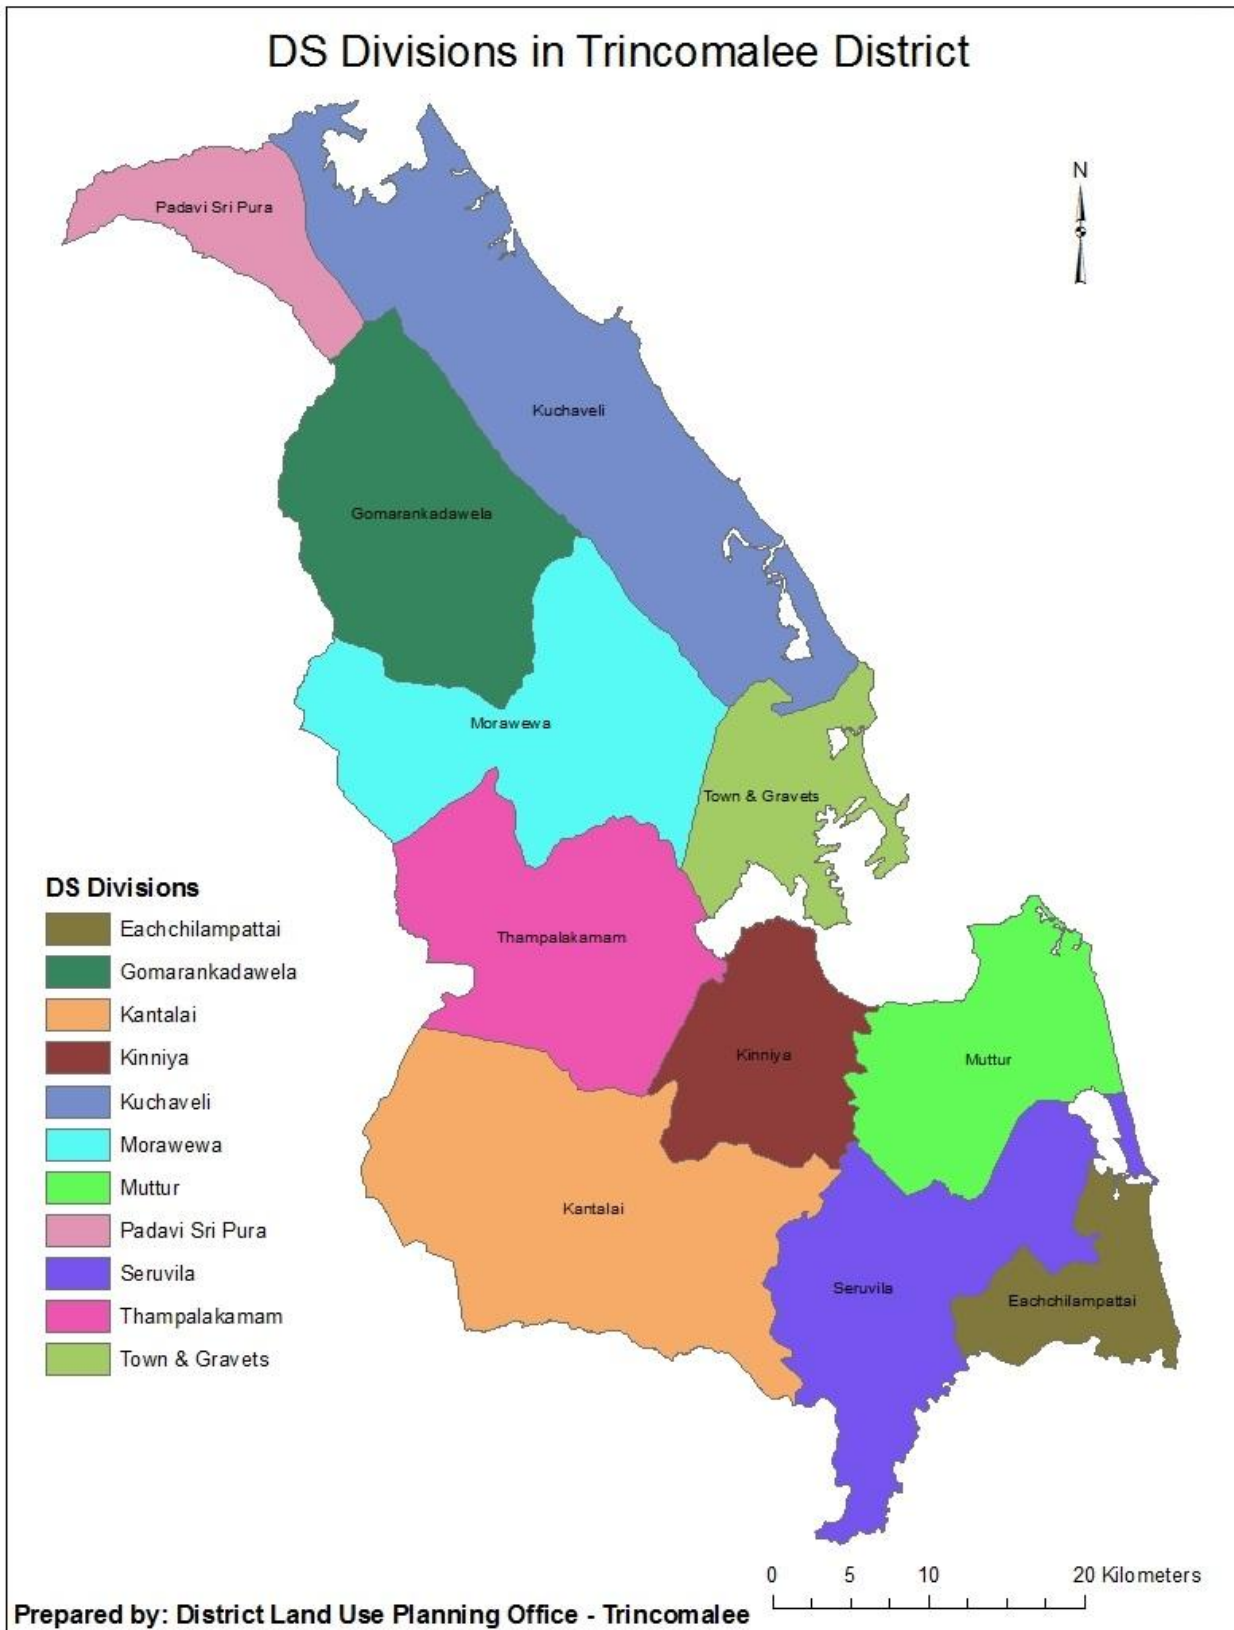 DS Divisions in Trincomalee District
N
Padavi Sri Pura
Kuchaveli
Gomarankadawela
Morawewa
Town & Gravets
Thampalakamam
Kinniya
Muttur
Kantalai
Seruvila
Eachchilampattai
DS Divisions
Eachchilampattai
Gomarankadawela
Kantalai
Kinniya
Kuchaveli
Morawewa
Muttur
Padavi Sri Pura
Seruvila
Thampalakamam
Town & Gravets
0 5 10 20 Kilometers
Prepared by: District Land Use Planning Office - Trincomalee